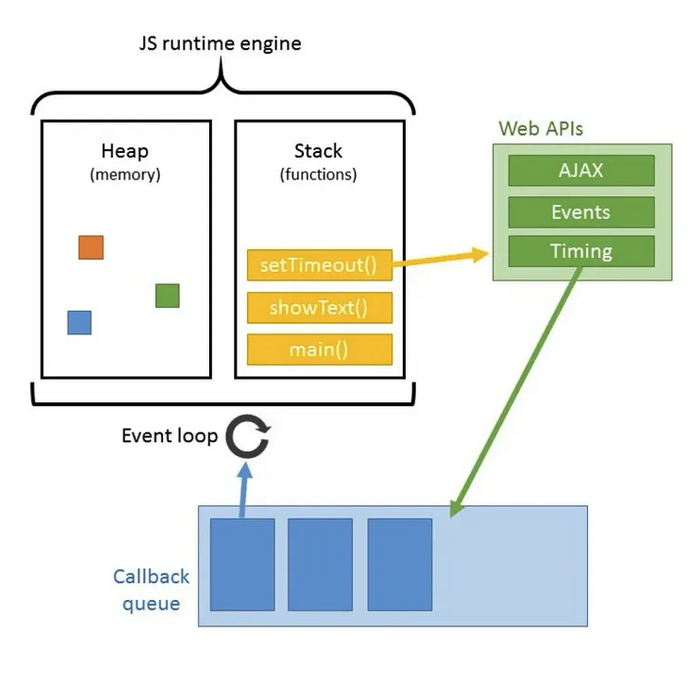 JS runtime engine
Heap
(memory)
Stack
(functions)
setTimeout()
showText()
main()
Web APIs
AJAX
Events
Timing
Event loop
Callback
queue